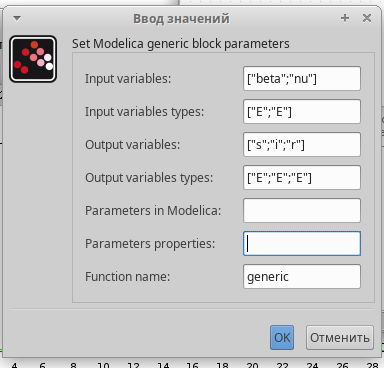 Ввод значений
Set Modelica generic block parameters
Input variables: ["beta";"nu"]
Input variables types: ["E";"E"]
Output variables: ["s";"i";"r"]
Output variables types: ["E";"E";"E"]
Parameters in Modelica:
Parameters properties:
Function name: generic
OK Отменить
4 6 8 10 12 14 16 18 20 22 24 26 28